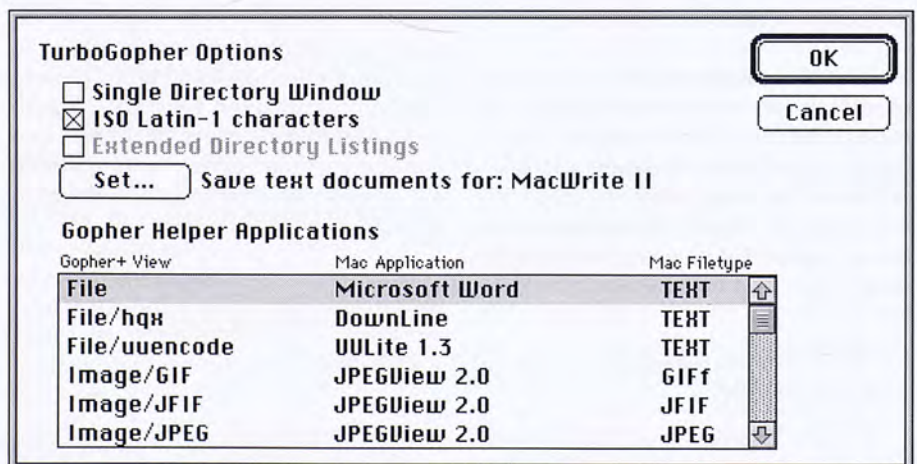 TurboGopher Options
OK
Single Directory Window
ISO Latin-1 characters
Cancel
Extended Directory Listings
Set... Save text documents for: MacWrite II
Gopher Helper Applications
Gopher+ View Mac Application Mac Filetype
File Microsoft Word TEXT
File/hqx DownLine TEXT
File/uuencode UULite 1.3 TEXT
Image/GIF JPEGView 2.0 GIFf
Image/JFIF JPEGView 2.0 JFIF
Image/JPEG JPEGView 2.0 JPEG